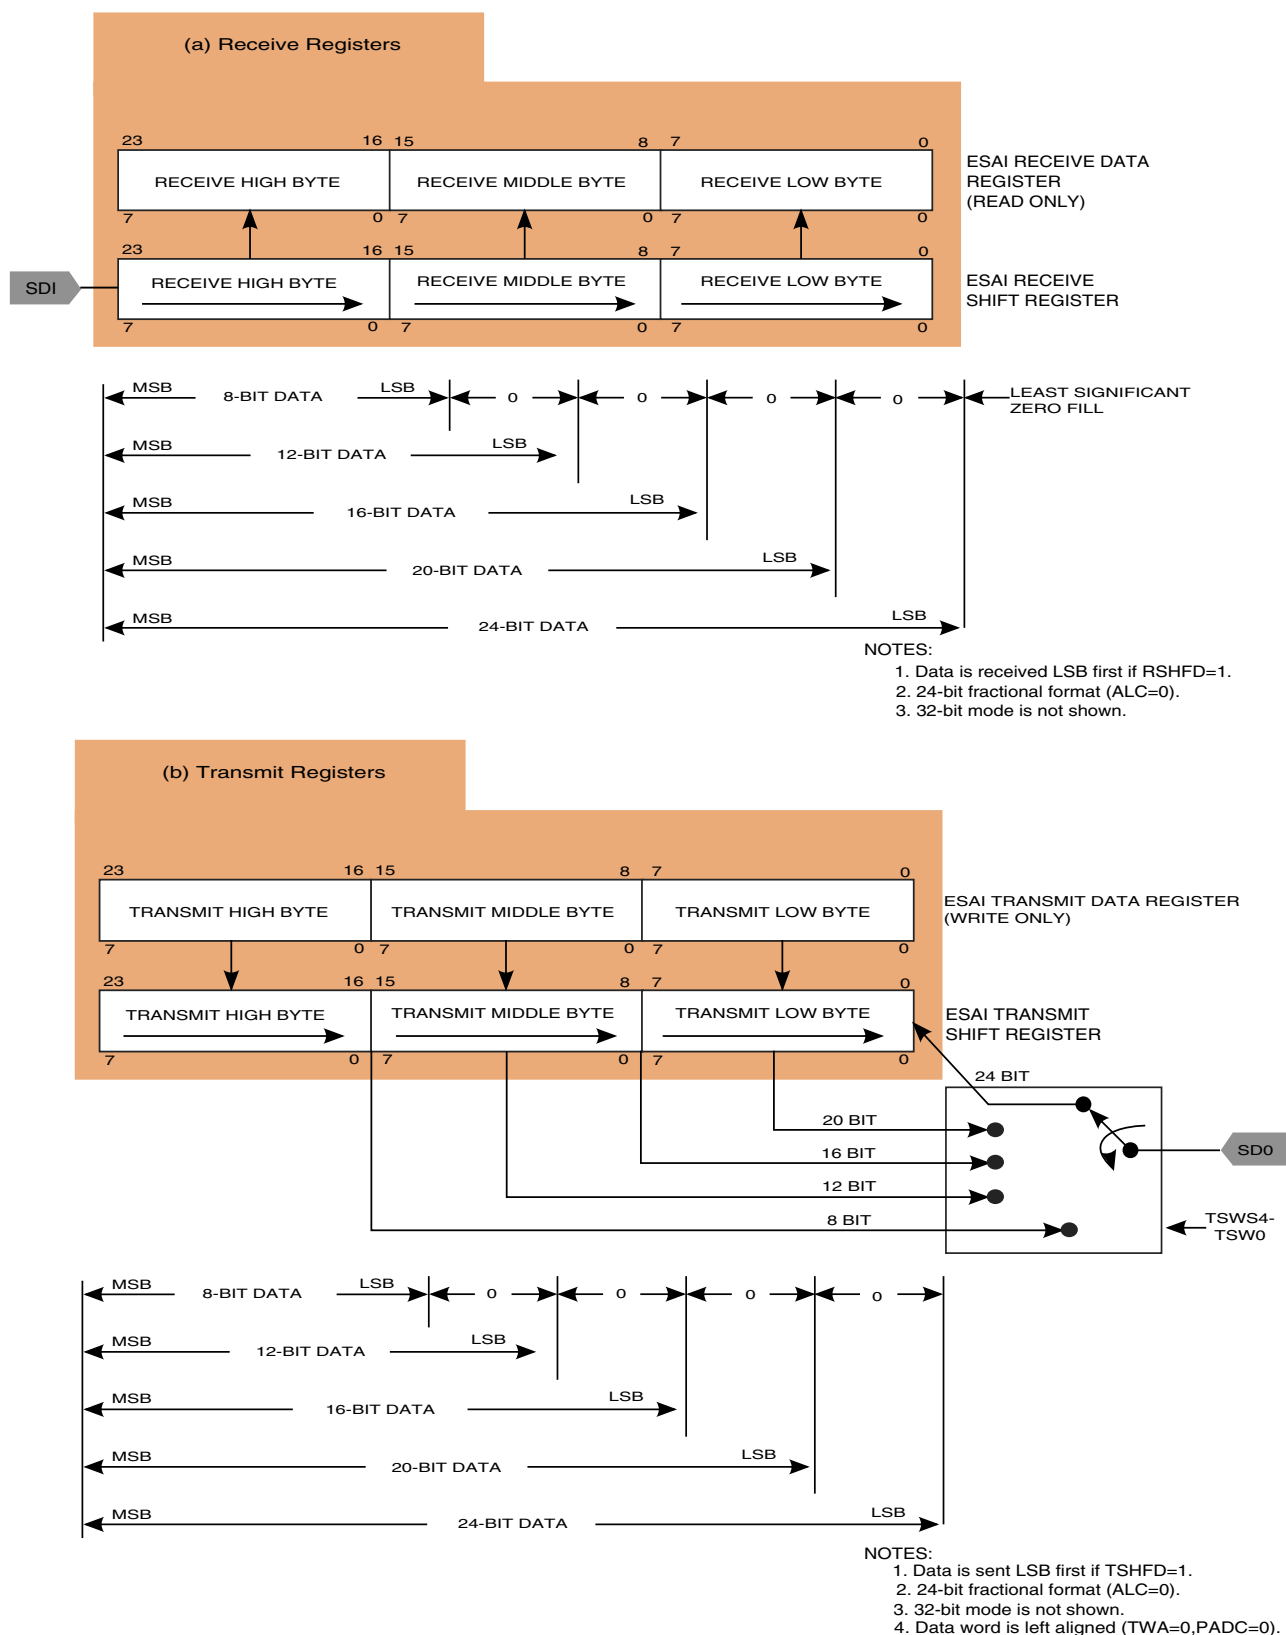 (a) Receive Registers
23 16 15 8 7 0
RECEIVE HIGH BYTE RECEIVE MIDDLE BYTE RECEIVE LOW BYTE
ESAI RECEIVE DATA
REGISTER
(READ ONLY)
7 0 7 0 7 0
23 16 15 8 7 0
SDI
RECEIVE HIGH BYTE RECEIVE MIDDLE BYTE RECEIVE LOW BYTE
ESAI RECEIVE
SHIFT REGISTER
7 0 7 0 7 0
MSB 8-BIT DATA LSB 0 0 0 0
LEAST SIGNIFICANT
ZERO FILL
MSB 12-BIT DATA LSB
MSB 16-BIT DATA LSB
MSB 20-BIT DATA LSB
MSB 24-BIT DATA LSB
NOTES:
1. Data is received LSB first if RSHFD=1.
2. 24-bit fractional format (ALC=0).
3. 32-bit mode is not shown.
(b) Transmit Registers
23 16 15 8 7 0
TRANSMIT HIGH BYTE TRANSMIT MIDDLE BYTE TRANSMIT LOW BYTE
ESAI TRANSMIT DATA REGISTER
(WRITE ONLY)
7 0 7 0 7 0
23 16 15 8 7 0
TRANSMIT HIGH BYTE TRANSMIT MIDDLE BYTE TRANSMIT LOW BYTE
ESAI TRANSMIT
SHIFT REGISTER
7 0 7 0 7 0
24 BIT
20 BIT
16 BIT
12 BIT
8 BIT
SD0
TSWS4-
TSW0
MSB 8-BIT DATA LSB 0 0 0 0
MSB 12-BIT DATA LSB
MSB 16-BIT DATA LSB
MSB 20-BIT DATA LSB
MSB 24-BIT DATA LSB
NOTES:
1. Data is sent LSB first if TSHFD=1.
2. 24-bit fractional format (ALC=0).
3. 32-bit mode is not shown.
4. Data word is left aligned (TWA=0,PADC=0).